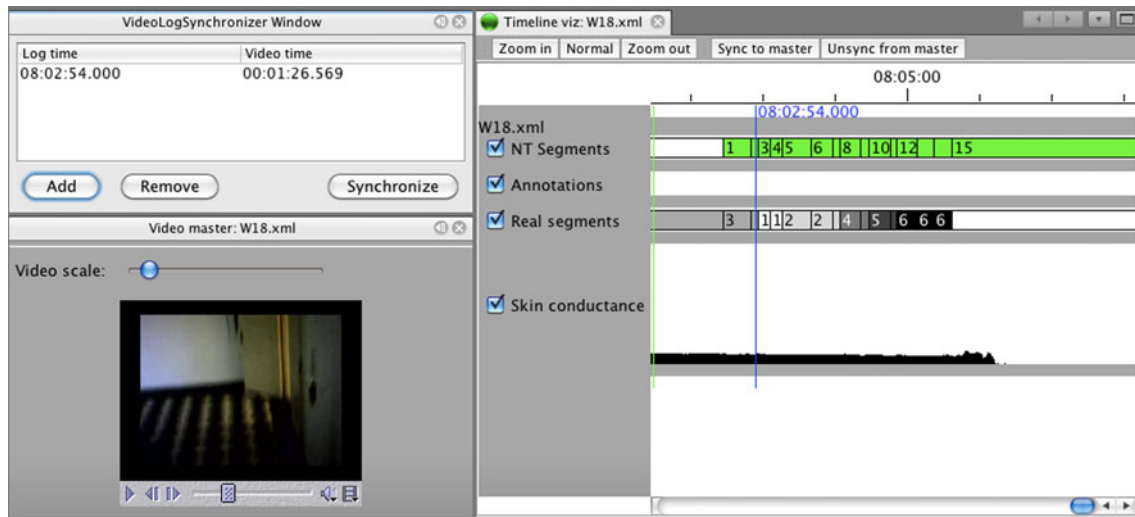 VideoLogSynchronizer Window
Log time Video time
08:02:54.000 00:01:26.569
Add Remove Synchronize
Video master: W18.xml
Video scale:
Timeline viz: W18.xml
Zoom in Normal Zoom out Sync to master Unsync from master
08:05:00
08:02:54.000
W18.xml
NT Segments 1 3 4 5 6 8 10 12 15
Annotations
Real segments 3 1 1 2 2 4 5 6 6 6
Skin conductance